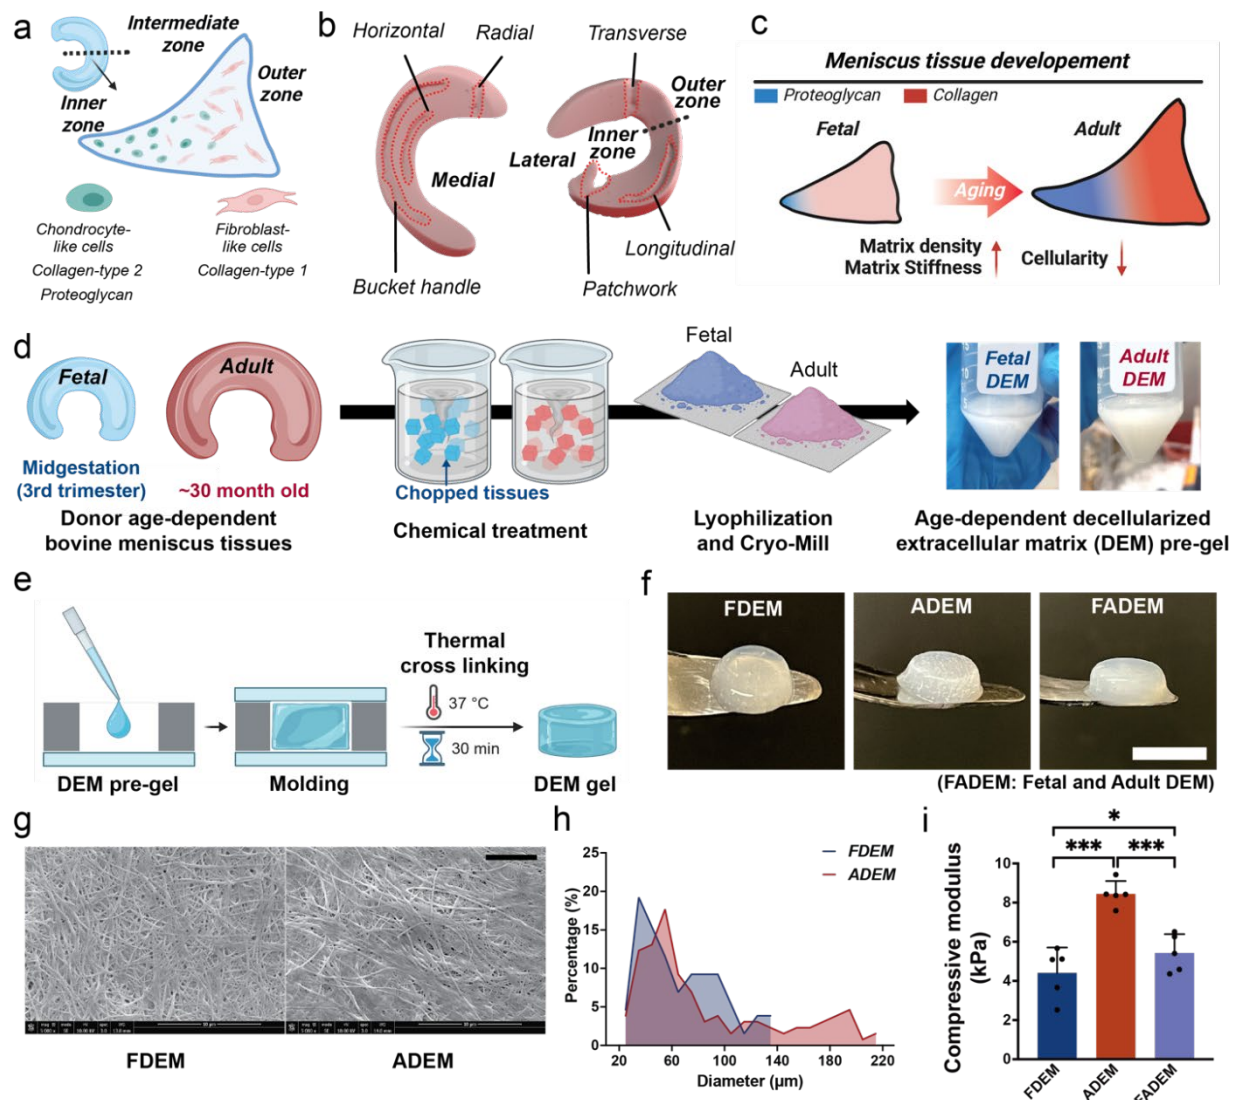 a
Intermediate
zone
Outer
zone
Inner
zone
Chondrocyte-
like cells
Collagen-type 2
Proteoglycan
Fibroblast-
like cells
Collagen-type 1
b
Horizontal
Radial
Transverse
Outer
zone
Inner
zone
Lateral
Medial
Longitudinal
Bucket handle
Patchwork
c
Meniscus tissue developement
Proteoglycan
Collagen
Fetal
Adult
Aging
Matrix density
Matrix Stiffness
Cellularity
d
Fetal
Adult
Midgestation
(3rd trimester)
~30 month old
Donor age-dependent
bovine meniscus tissues
Chopped tissues
Chemical treatment
Fetal
Adult
Lyophilization
and Cryo-Mill
Fetal
DEM
Adult
DEM
Age-dependent decellularized
extracellular matrix (DEM) pre-gel
e
DEM pre-gel
Molding
Thermal
cross linking
37 °C
30 min
DEM gel
f
FDEM
ADEM
FADEM
(FADEM: Fetal and Adult DEM)
g
FDEM
ADEM
h
FDEM
ADEM
Percentage (%)
25
20
15
10
5
0
20 60 100 140 180 220
Diameter (µm)
i
* 
*** ***
Compressive modulus
(kPa)
10
8
6
4
2
0
FDEM
ADEM
FADEM